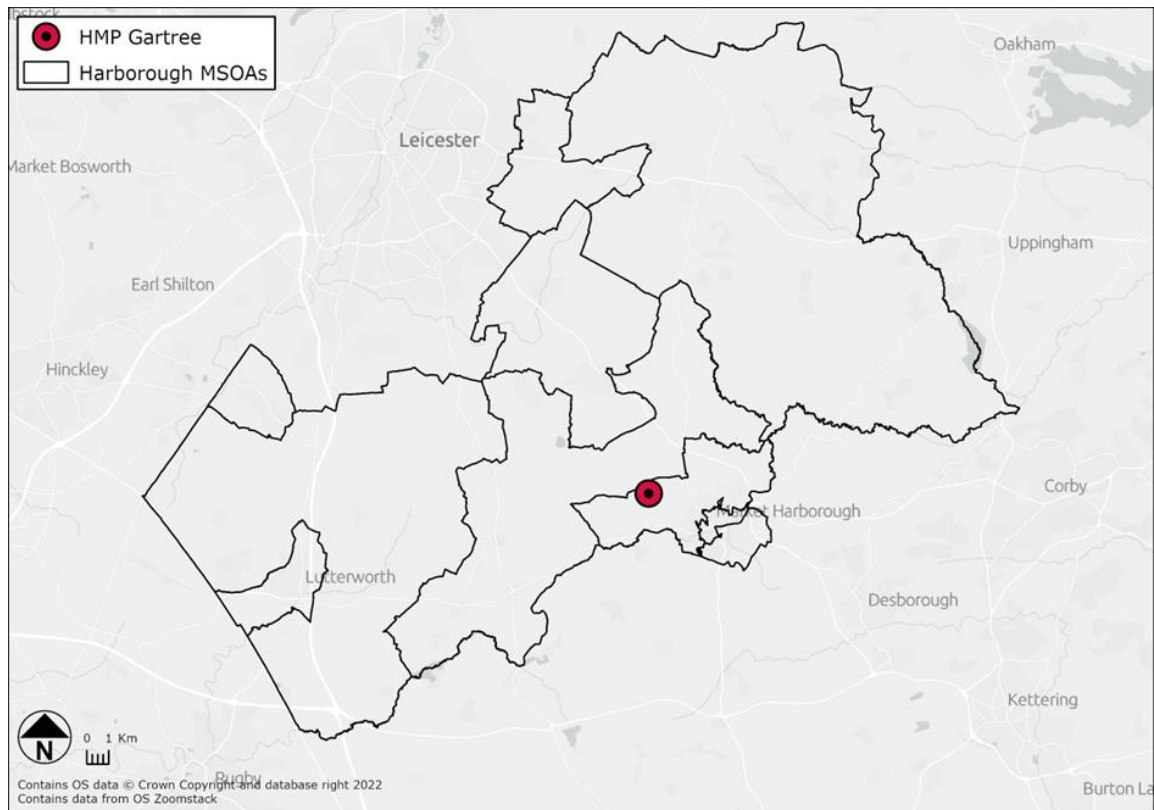 HMP Gartree
Harborough MSOAs
Oakham
Leicester
Market Bosworth
Uppingham
Earl Shilton
Hinckley
Corby
Market Harborough
Lutterworth
Desborough
Kettering
N
0 1 Km
Rugby
Burton La
Contains OS data © Crown Copyright and database right 2022
Contains data from OS Zoomstack